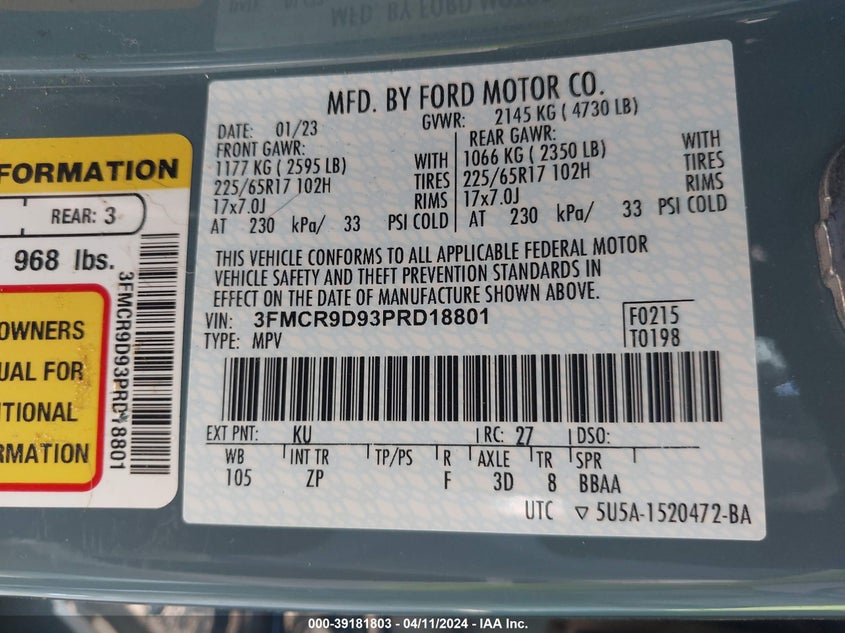 MFD. BY FORD MOTOR
MFD. BY FORD MOTOR CO.
DATE: 01/23 GVWR: 2145 KG ( 4730 LB)
FRONT GAWR: REAR GAWR:
1177 KG ( 2595 LB) WITH 1066 KG ( 2350 LB) WITH
225/65R17 102H TIRES 225/65R17 102H TIRES
17x7.0J RIMS 17x7.0J RIMS
AT 230 kPa/ 33 PSI COLD AT 230 kPa/ 33 PSI COLD
THIS VEHICLE CONFORMS TO ALL APPLICABLE FEDERAL MOTOR
VEHICLE SAFETY AND THEFT PREVENTION STANDARDS IN
EFFECT ON THE DATE OF MANUFACTURE SHOWN ABOVE.
VIN: 3FMCR9D93PRD18801 F0215
TYPE: MPV T0198
EXT PNT: KU RC: 27 DSO:
WB INT TR TP/PS R AXLE TR SPR
105 ZP F 3D 8 BBAA
UTC ▽ 5U5A-1520472-BA
FORMATION
REAR: 3
968 lbs.
3FMCR9D93PRD18801
OWNERS
UAL FOR
ITIONAL
RMATION
000-39181803 - 04/11/2024 - IAA Inc.